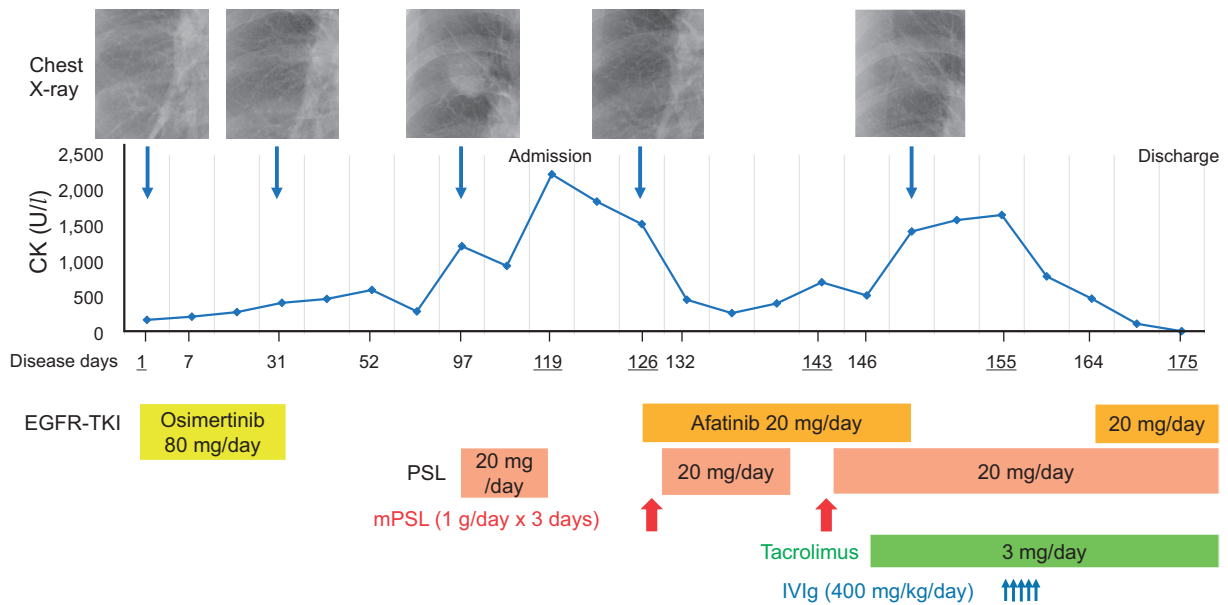 Chest
X-ray
Admission
Discharge
CK (U/l)
2,500
2,000
1,500
1,000
500
0
Disease days 1 7 31 52 97 119 126 132 143 146 155 164 175
EGFR-TKI
Osimertinib
80 mg/day
Afatinib 20 mg/day
20 mg/day
PSL
20 mg
/day
20 mg/day
20 mg/day
mPSL (1 g/day x 3 days)
Tacrolimus
3 mg/day
IVIg (400 mg/kg/day)